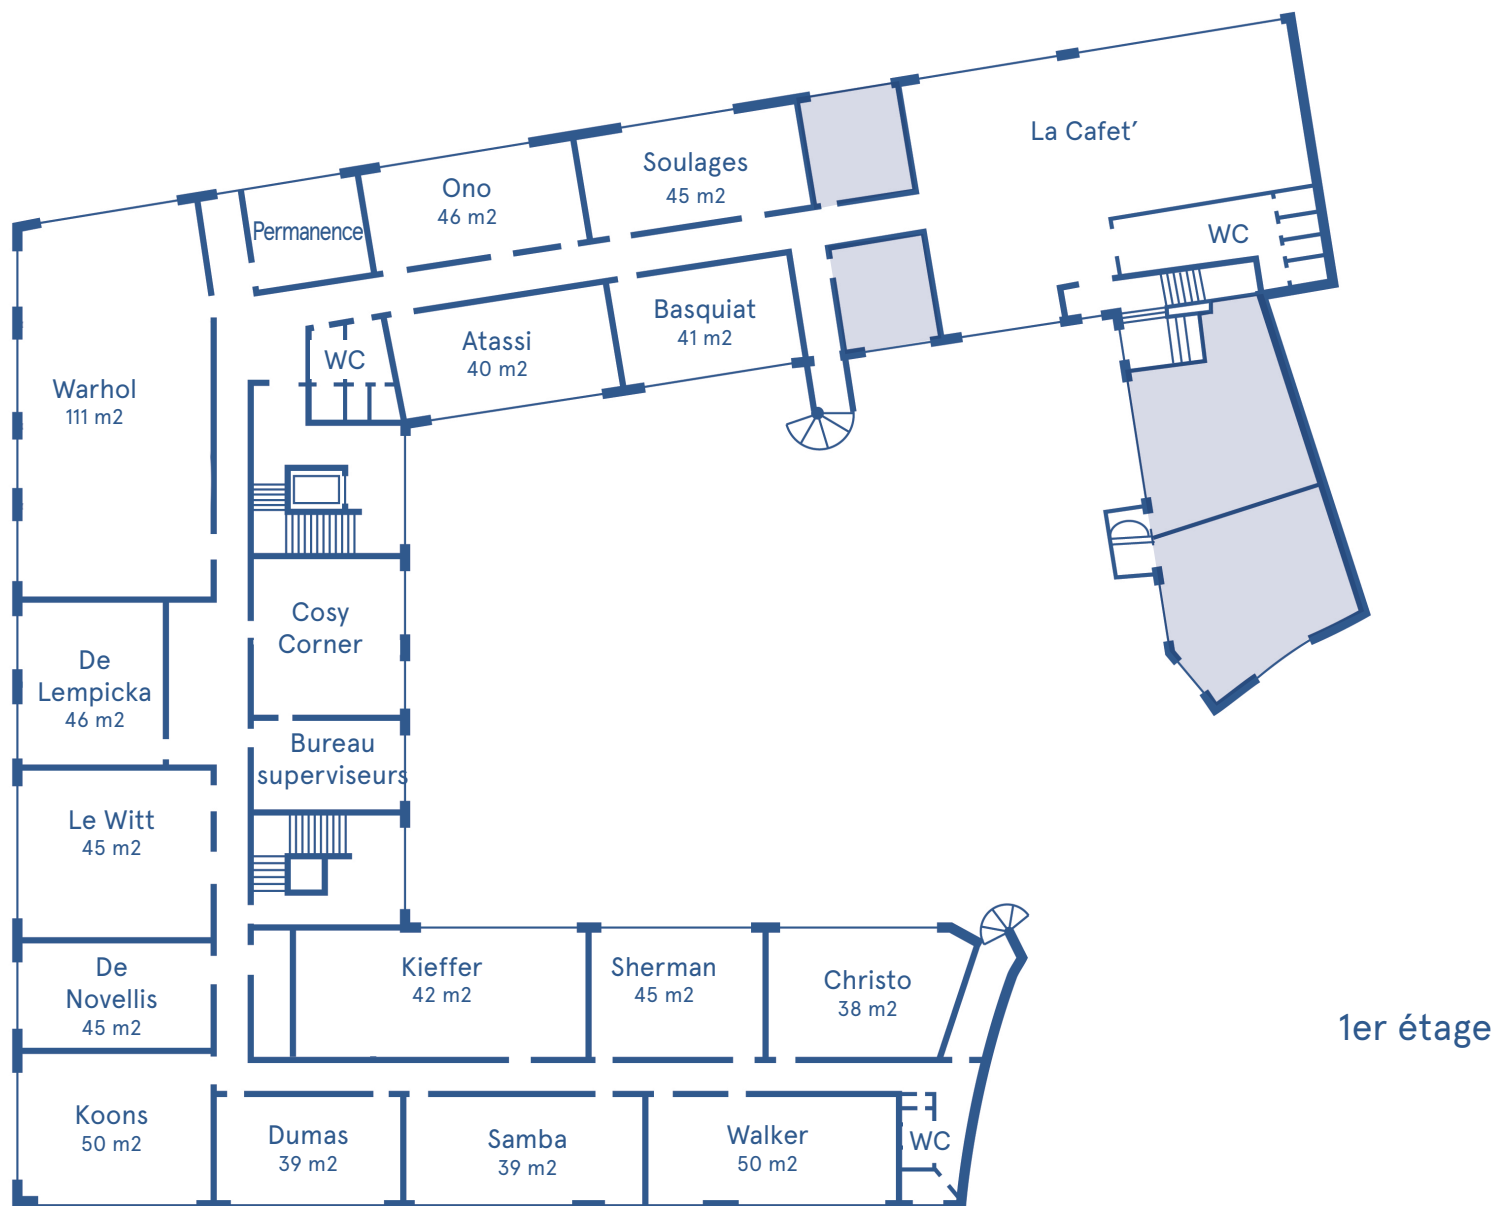 La Cafet’
Soulages
45 m2
Ono
46 m2
Permanence
WC
Basquiat
41 m2
Atassi
40 m2
WC
Warhol
111 m2
Cosy
Corner
De
Lempicka
46 m2
Bureau
superviseurs
Le Witt
45 m2
De
Novellis
45 m2
Kieffer
42 m2
Sherman
45 m2
Christo
38 m2
1er étage
Koons
50 m2
Dumas
39 m2
Samba
39 m2
Walker
50 m2
WC